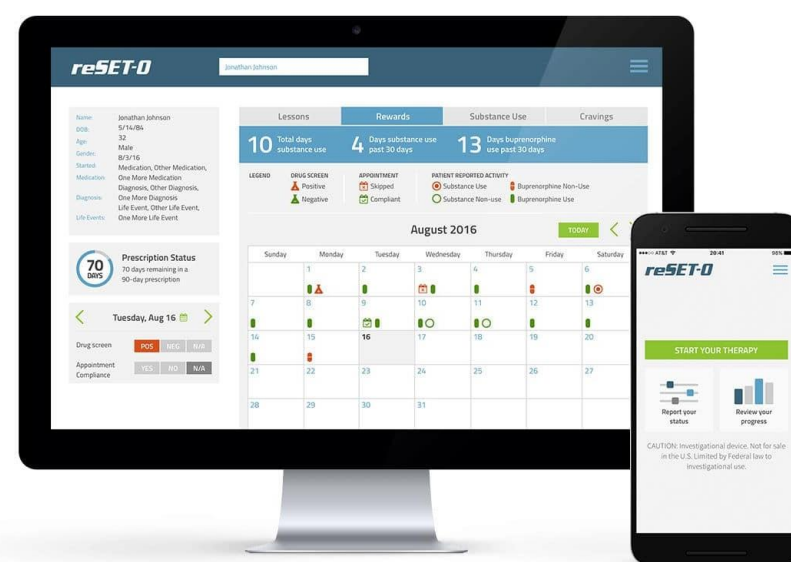 reSET-O
Jonathan Johnson
Name: Jonathan Johnson
DOB: 5/14/84
Age: 32
Gender: Male
Started: 8/3/16
Medication: Medication, Other Medication,
One More Medication
Diagnosis: Diagnosis, Other Diagnosis,
One More Diagnosis
Life Events: Life Event, Other Life Event,
One More Life Event
70
DAYS
Prescription Status
70 days remaining in a
90-day prescription
Tuesday, Aug 16
Drug screen POS NEG N/A
Appointment
Compliance YES NO N/A
Lessons Rewards Substance Use Cravings
10 Total days
substance use
4 Days substance use
past 30 days
13 Days buprenorphine
use past 30 days
LEGEND DRUG SCREEN APPOINTMENT PATIENT REPORTED ACTIVITY
Positive Skipped Substance Use Buprenorphine Non-Use
Negative Compliant Substance Non-use Buprenorphine Use
August 2016 TODAY
Sunday Monday Tuesday Wednesday Thursday Friday Saturday
1 2 3 4 5 6
7 8 9 10 11 12 13
14 15 16 17 18 19 20
21 22 23 24 25 26 27
28 29 30 31
AT&T 20:41 98%
reSET-O
START YOUR THERAPY
Report your
status
Review your
progress
CAUTION: Investigational device. Not for sale
in the U.S. Limited by Federal law to
investigational use.